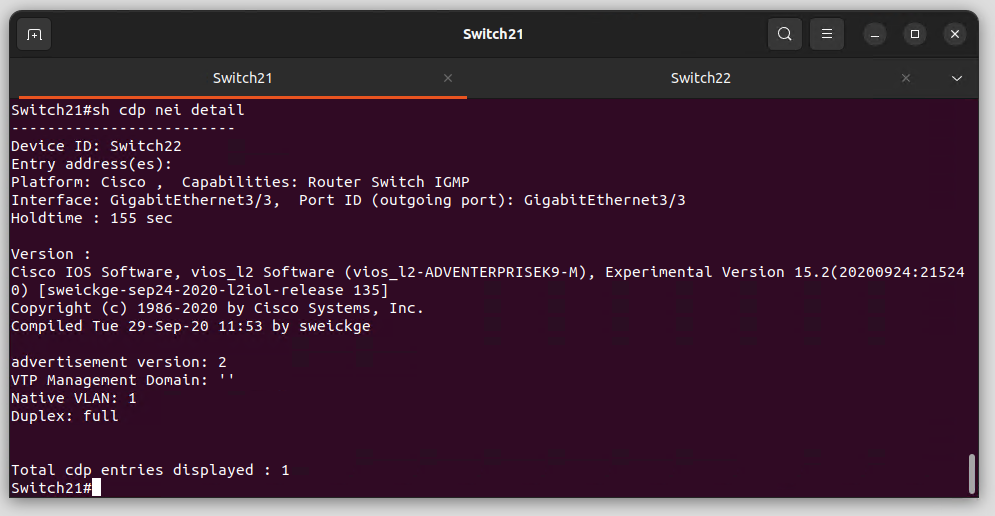 Switch21
Switch21
Switch22
Switch21#sh cdp nei detail
-------------------------
Device ID: Switch22
Entry address(es):
Platform: Cisco ,  Capabilities: Router Switch IGMP
Interface: GigabitEthernet3/3,  Port ID (outgoing port): GigabitEthernet3/3
Holdtime : 155 sec
Version :
Cisco IOS Software, vios_l2 Software (vios_l2-ADVENTERPRISEK9-M), Experimental Version 15.2(20200924:21524
0) [sweickge-sep24-2020-l2iol-release 135]
Copyright (c) 1986-2020 by Cisco Systems, Inc.
Compiled Tue 29-Sep-20 11:53 by sweickge
advertisement version: 2
VTP Management Domain: ''
Native VLAN: 1
Duplex: full
Total cdp entries displayed : 1
Switch21#